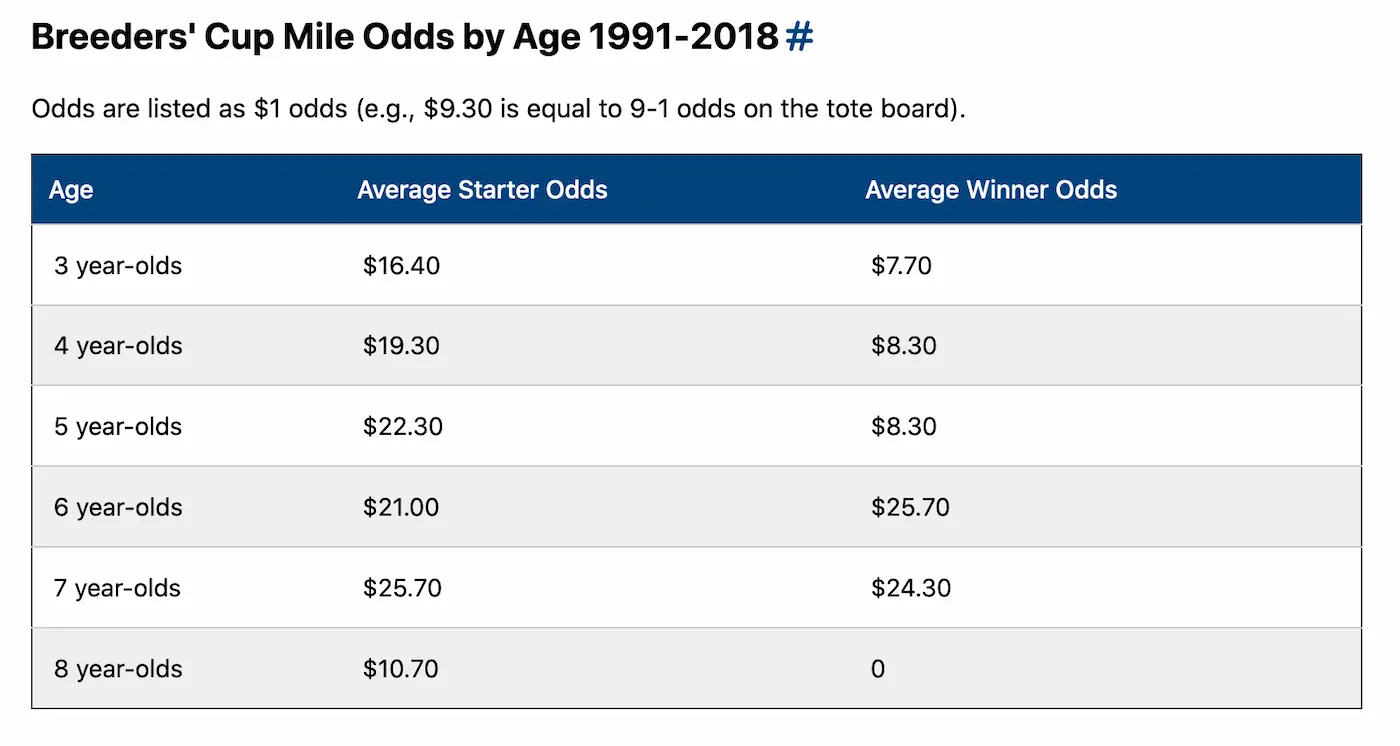 Breeders' Cup Mile Odds by Age 1991-2018 #
Odds are listed as $1 odds (e.g., $9.30 is equal to 9-1 odds on the tote board).
Age Average Starter Odds Average Winner Odds
3 year-olds $16.40 $7.70
4 year-olds $19.30 $8.30
5 year-olds $22.30 $8.30
6 year-olds $21.00 $25.70
7 year-olds $25.70 $24.30
8 year-olds $10.70 0